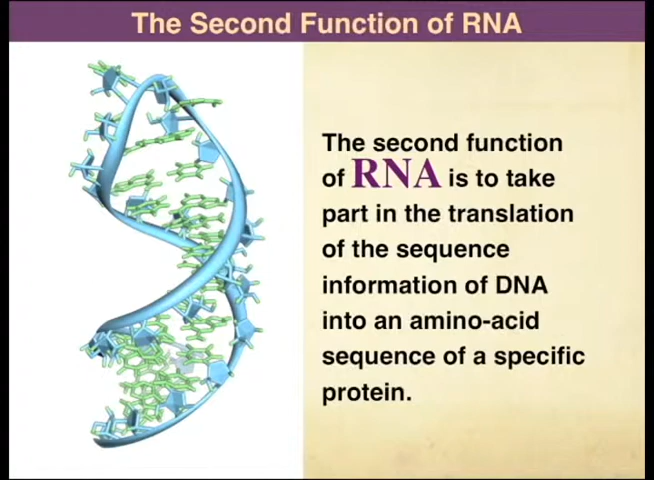 The Second Function of RNA
The second function
of RNA is to take
part in the translation
of the sequence
information of DNA
into an amino-acid
sequence of a specific
protein.